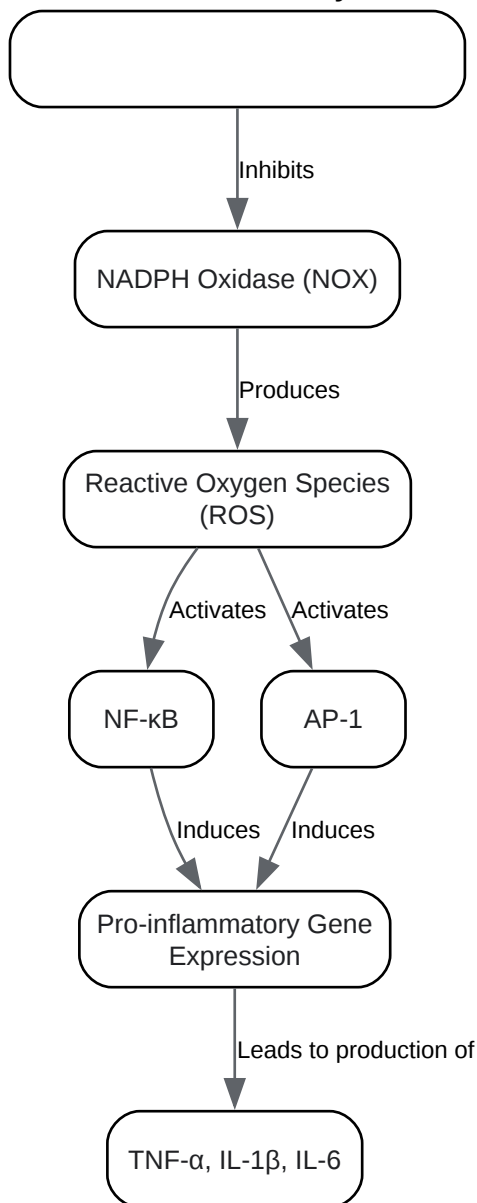 Inhibits
NADPH Oxidase (NOX)
Produces
Reactive Oxygen Species
(ROS)
Activates
Activates
NF-κB
AP-1
Induces
Induces
Pro-inflammatory Gene
Expression
Leads to production of
TNF-α, IL-1β, IL-6